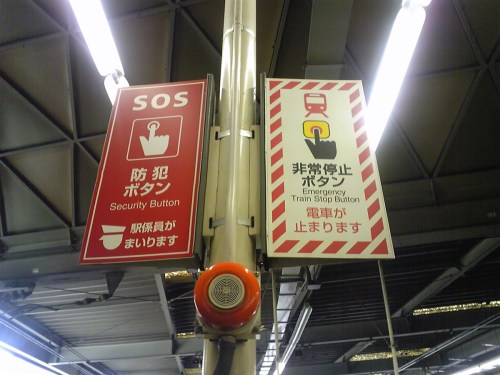 SOS
防犯
ボタン
Security Button
駅係員が
まいります
非常停止
ボタン
Emergency
Train Stop Button
電車が
止まります